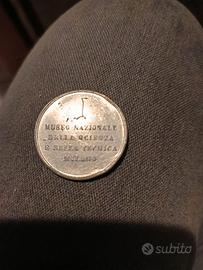 MUSEO NAZIONALE
DELLA SCIENZA
E DELLA TECNICA
MILANO
subito